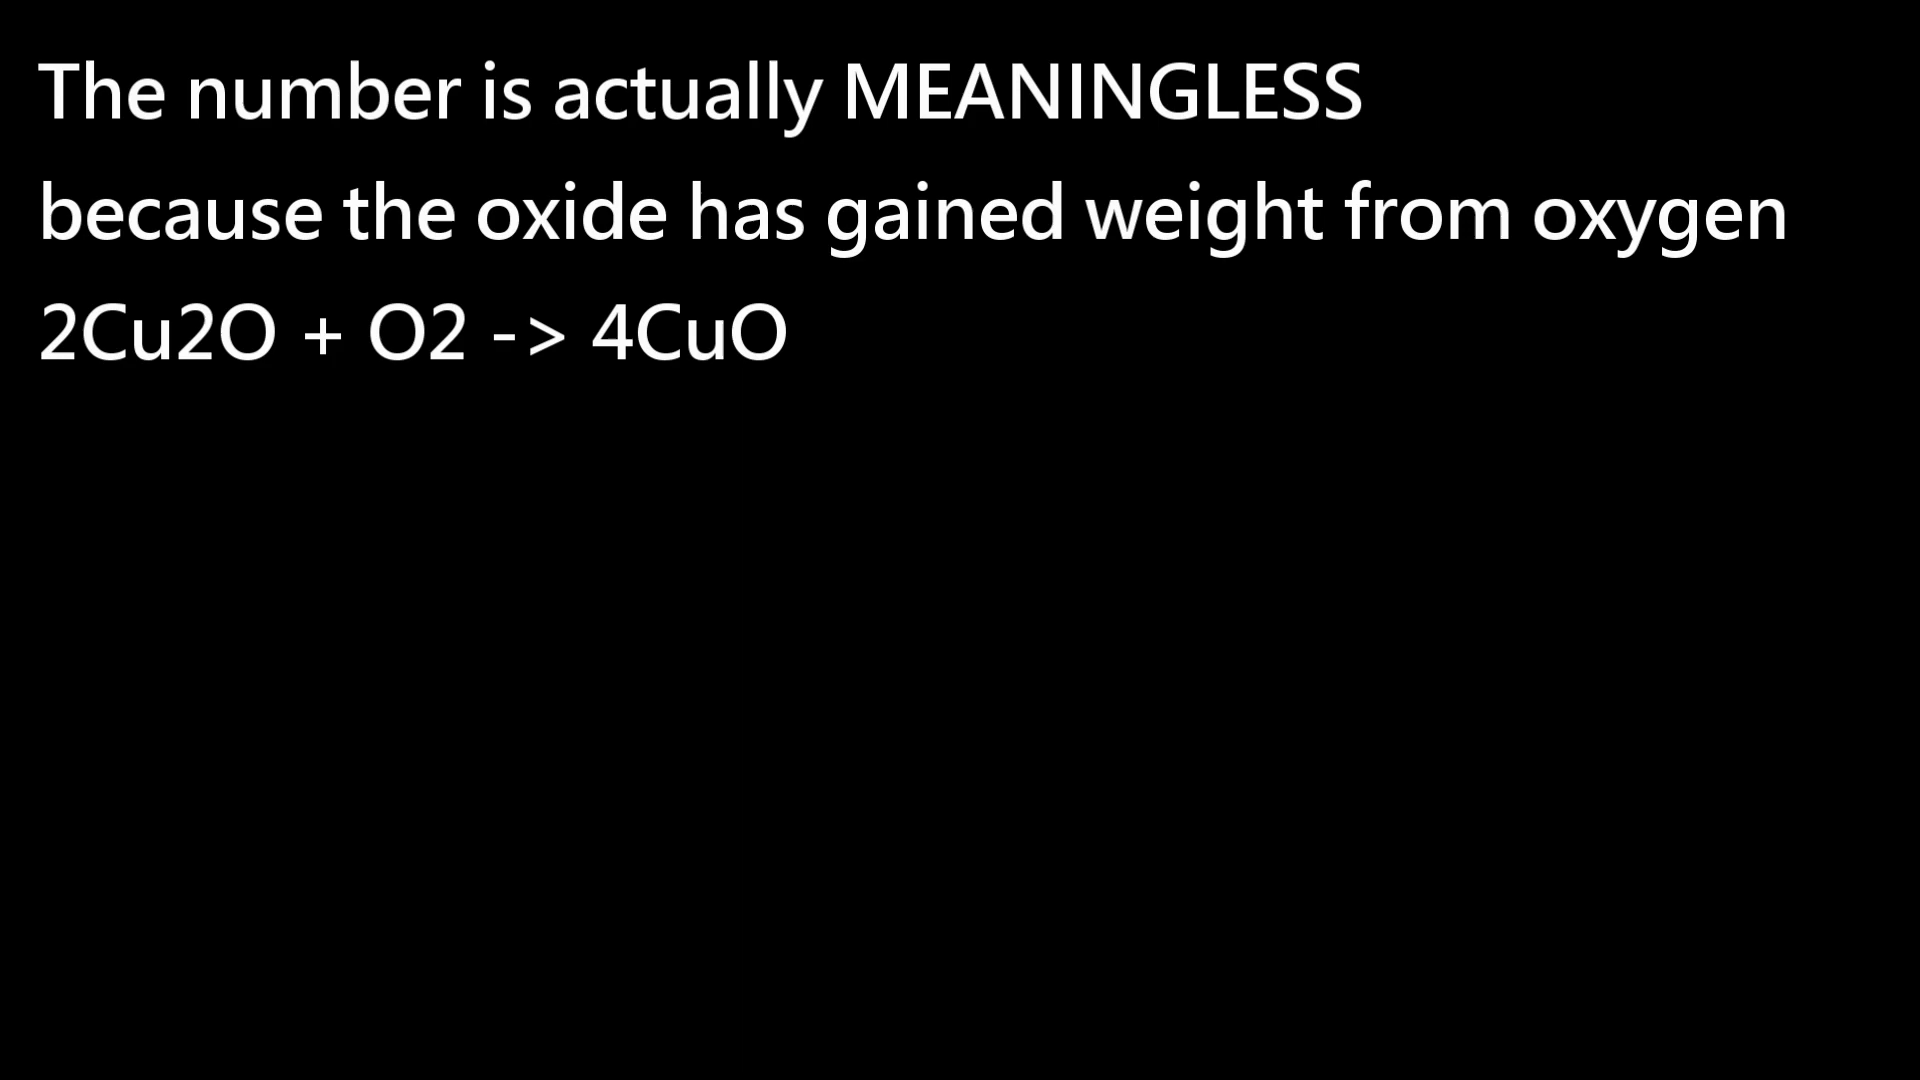 The number is actually MEANINGLESS
because the oxide has gained weight from oxygen
2Cu2O + O2 -> 4CuO